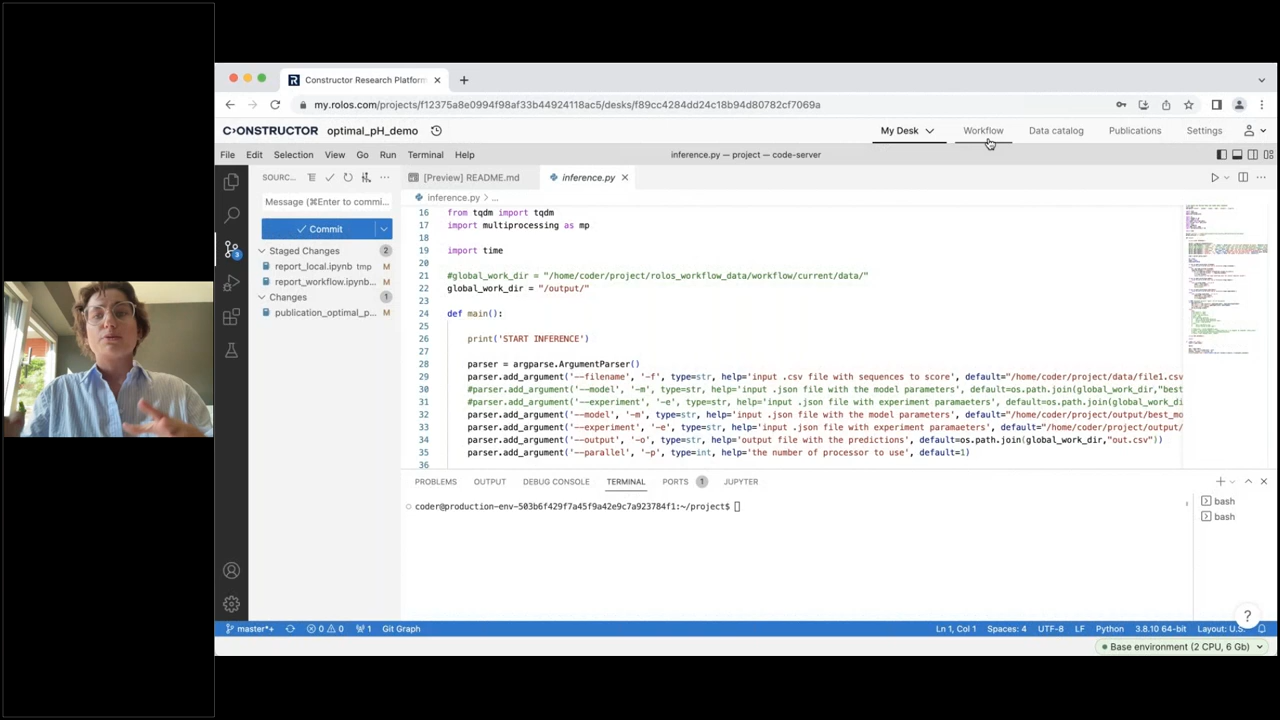 Constructor Research Platform
my.rolos.com/projects/f12375a8e0994f98af33b44924118ac5/desks/f89cc4284dd24c18b94d80782cf7069a
CONSTRUCTOR optimal_pH_demo My Desk Workflow Data catalog Publications Settings
File Edit Selection View Go Run Terminal Help inference.py — project — code-server
SOURC... [Preview] README.md inference.py
inference.py > ...
Message (⌘Enter to commi...
Commit
Staged Changes 2
report_local.ipynb tmp M
report_workflow.ipynb... M
Changes 1
publication_optimal_p... M
3
16 from tqdm import tqdm
17 import multiprocessing as mp
18
19 import time
20
21 #global_work_dir = "/home/coder/project/rolos_workflow_data/workflow/current/data/"
22 global_work_dir = "/output/"
23
24 def main():
25
26 print('START INFERENCE')
27
28 parser = argparse.ArgumentParser()
29 parser.add_argument('--filename', '-f', type=str, help='input .csv file with sequences to score', default="/home/coder/project/data/file1.csv
30 #parser.add_argument('--model', '-m', type=str, help='input .json file with the model parameters', default=os.path.join(global_work_dir,"best
31 #parser.add_argument('--experiment', '-e', type=str, help='input .json file with experiment paramaeters', default=os.path.join(global_work_di
32 parser.add_argument('--model', '-m', type=str, help='input .json file with the model parameters', default="/home/coder/project/output/best_mo
33 parser.add_argument('--experiment', '-e', type=str, help='input .json file with experiment paramaeters', default="/home/coder/project/output/
34 parser.add_argument('--output', '-o', type=str, help='output file with the predictions', default=os.path.join(global_work_dir,"out.csv"))
35 parser.add_argument('--parallel', '-p', type=int, help='the number of processor to use', default=1)
36
PROBLEMS OUTPUT DEBUG CONSOLE TERMINAL PORTS 1 JUPYTER
coder@production-env-503b6f429f7a45f9a42e9c7a923784f1:~/project$
bash
bash
master*+ 0 0 1 Git Graph Ln 1, Col 1 Spaces: 4 UTF-8 LF Python 3.8.10 64-bit Layout: U.S.
Base environment (2 CPU, 6 Gb)